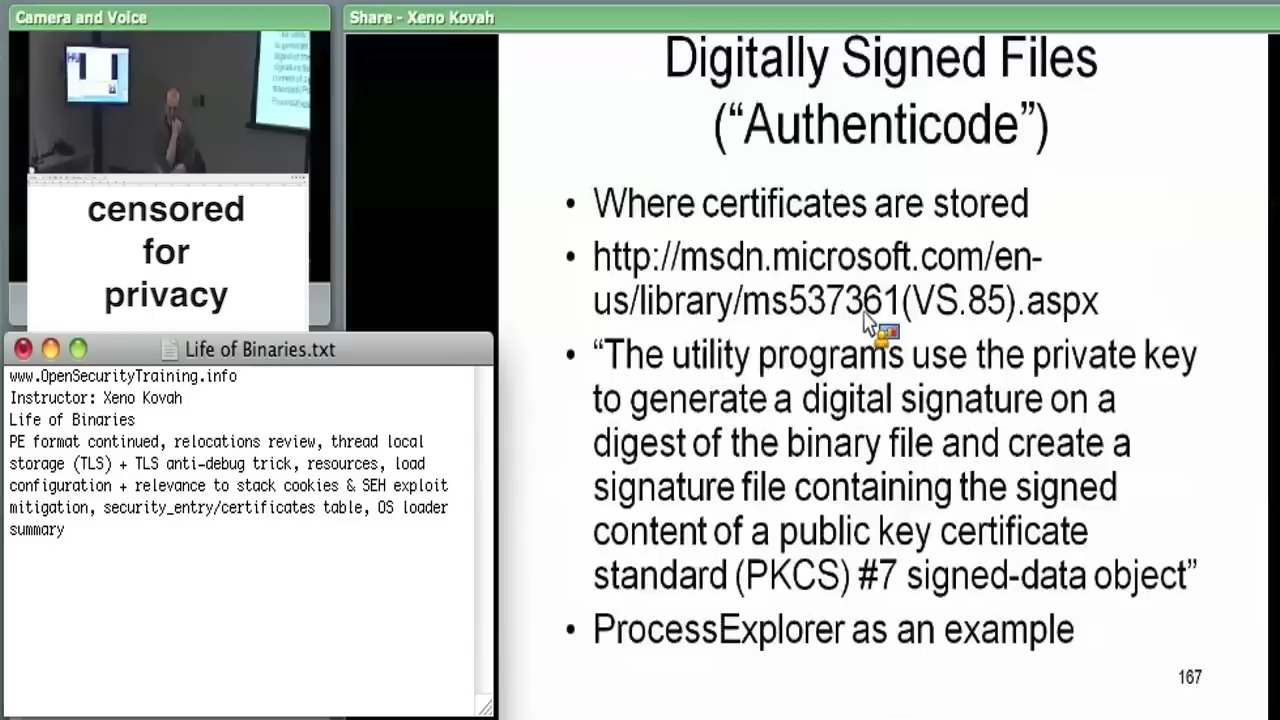 Camera and Voice
Share - Xeno Kovah
censored
for
privacy
Life of Binaries.txt
www.OpenSecurityTraining.info
Instructor: Xeno Kovah
Life of Binaries
PE format continued, relocations review, thread local
storage (TLS) + TLS anti-debug trick, resources, load
configuration + relevance to stack cookies & SEH exploit
mitigation, security_entry/certificates table, OS loader
summary
Digitally Signed Files
(“Authenticode”)
• Where certificates are stored
• http://msdn.microsoft.com/en-
us/library/ms537361(VS.85).aspx
• “The utility programs use the private key
to generate a digital signature on a
digest of the binary file and create a
signature file containing the signed
content of a public key certificate
standard (PKCS) #7 signed-data object”
• ProcessExplorer as an example
167